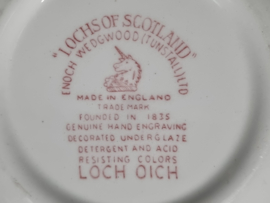 "LOCHS OF SCOTLAND"
ENOCH WEDGWOOD (TUNSTALL) LTD
MADE IN ENGLAND
TRADE MARK
FOUNDED IN 1835
GENUINE HAND ENGRAVING
DECORATED UNDERGLAZE
DETERGENT AND ACID
RESISTING COLORS
LOCH OICH